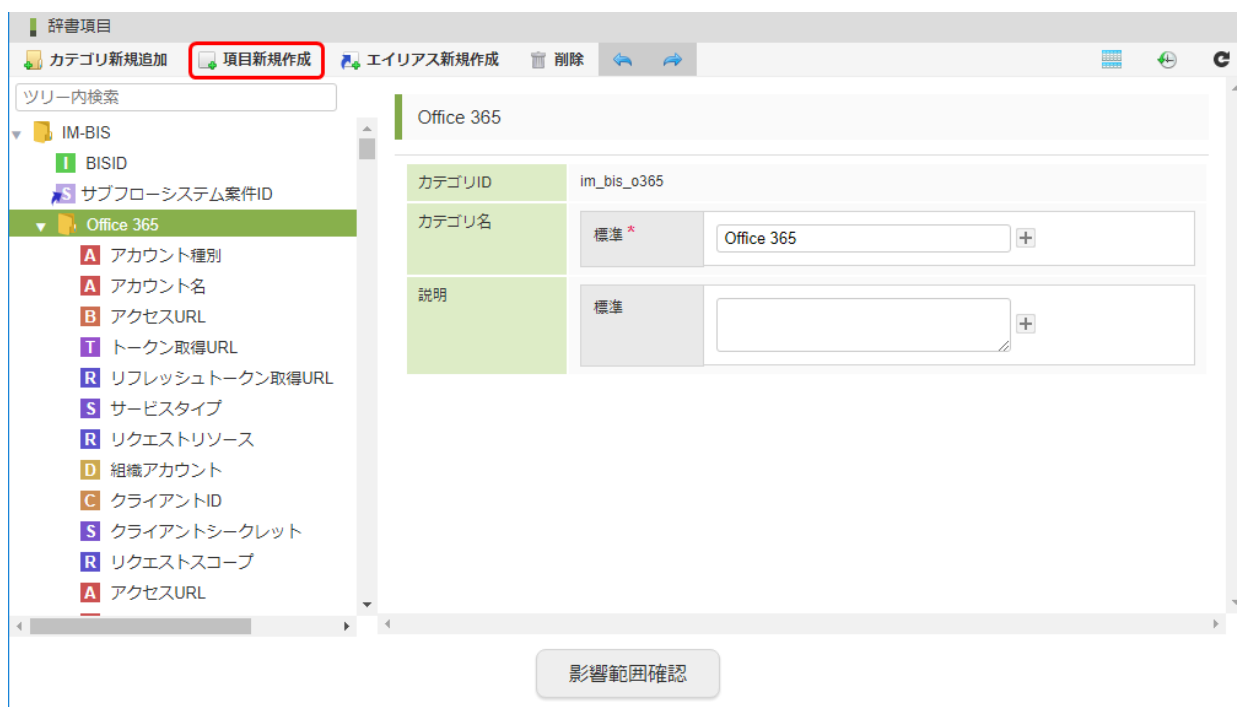 辞書項目
カテゴリ新規追加 項目新規作成 エイリアス新規作成 削除
ツリー内検索
IM-BIS
I BISID
S サブフローシステム案件ID
Office 365
A アカウント種別
A アカウント名
B アクセスURL
T トークン取得URL
R リフレッシュトークン取得URL
S サービスタイプ
R リクエストリソース
D 組織アカウント
C クライアントID
S クライアントシークレット
R リクエストスコープ
A アクセスURL
Office 365
カテゴリID im_bis_o365
カテゴリ名 標準 * Office 365
説明 標準
影響範囲確認